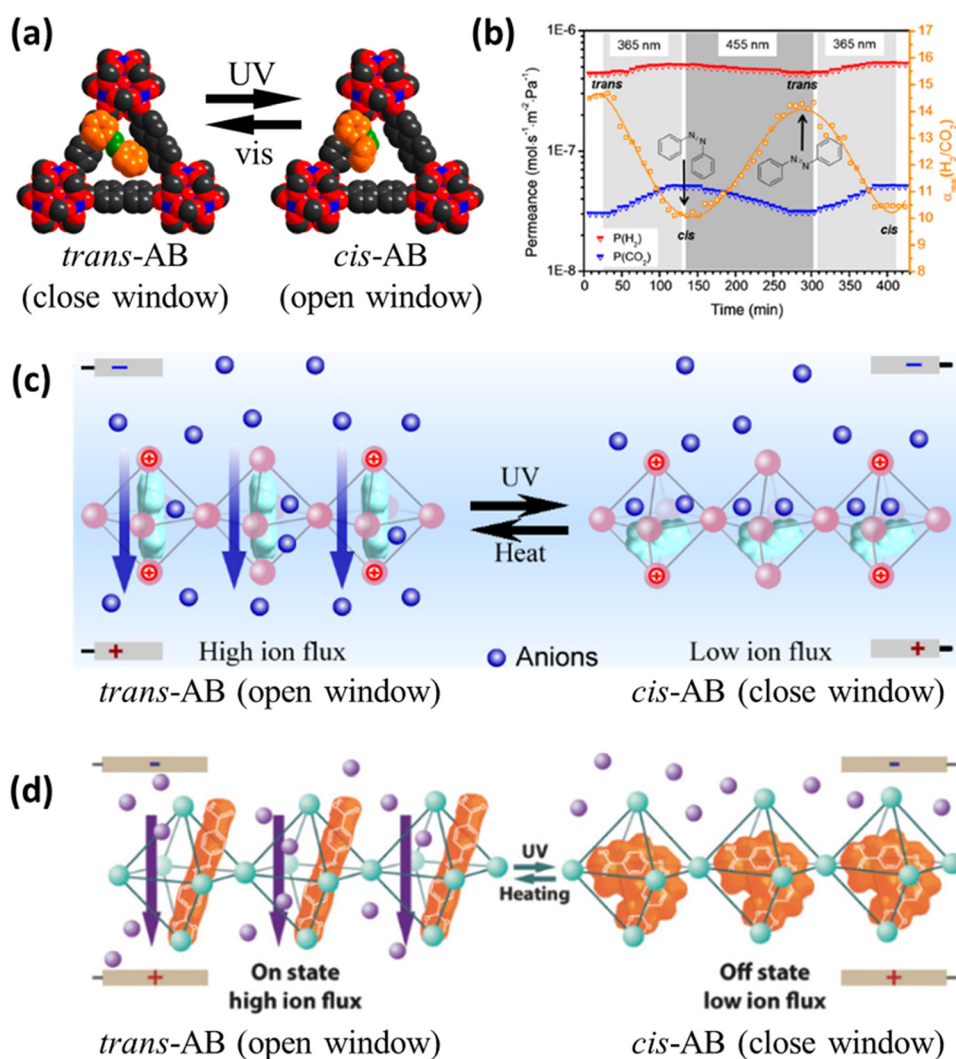 (a)
UV
vis
trans-AB
(close window)
cis-AB
(open window)
(b)
Permeance (mol·s⁻¹·m⁻²·Pa⁻¹)
1E-6
1E-7
1E-8
365 nm
455 nm
365 nm
trans
trans
cis
cis
N=N
N=N
P(H₂)
P(CO₂)
0 50 100 150 200 250 300 350 400
Time (min)
17
16
15
14
13
12
11
10
9
8
α_real(H₂/CO₂)
(c)
−
−
UV
Heat
+
+
High ion flux
Anions
Low ion flux
trans-AB (open window)
cis-AB (close window)
(d)
-
-
UV
Heating
+
+
On state
high ion flux
Off state
low ion flux
trans-AB (open window)
cis-AB (close window)